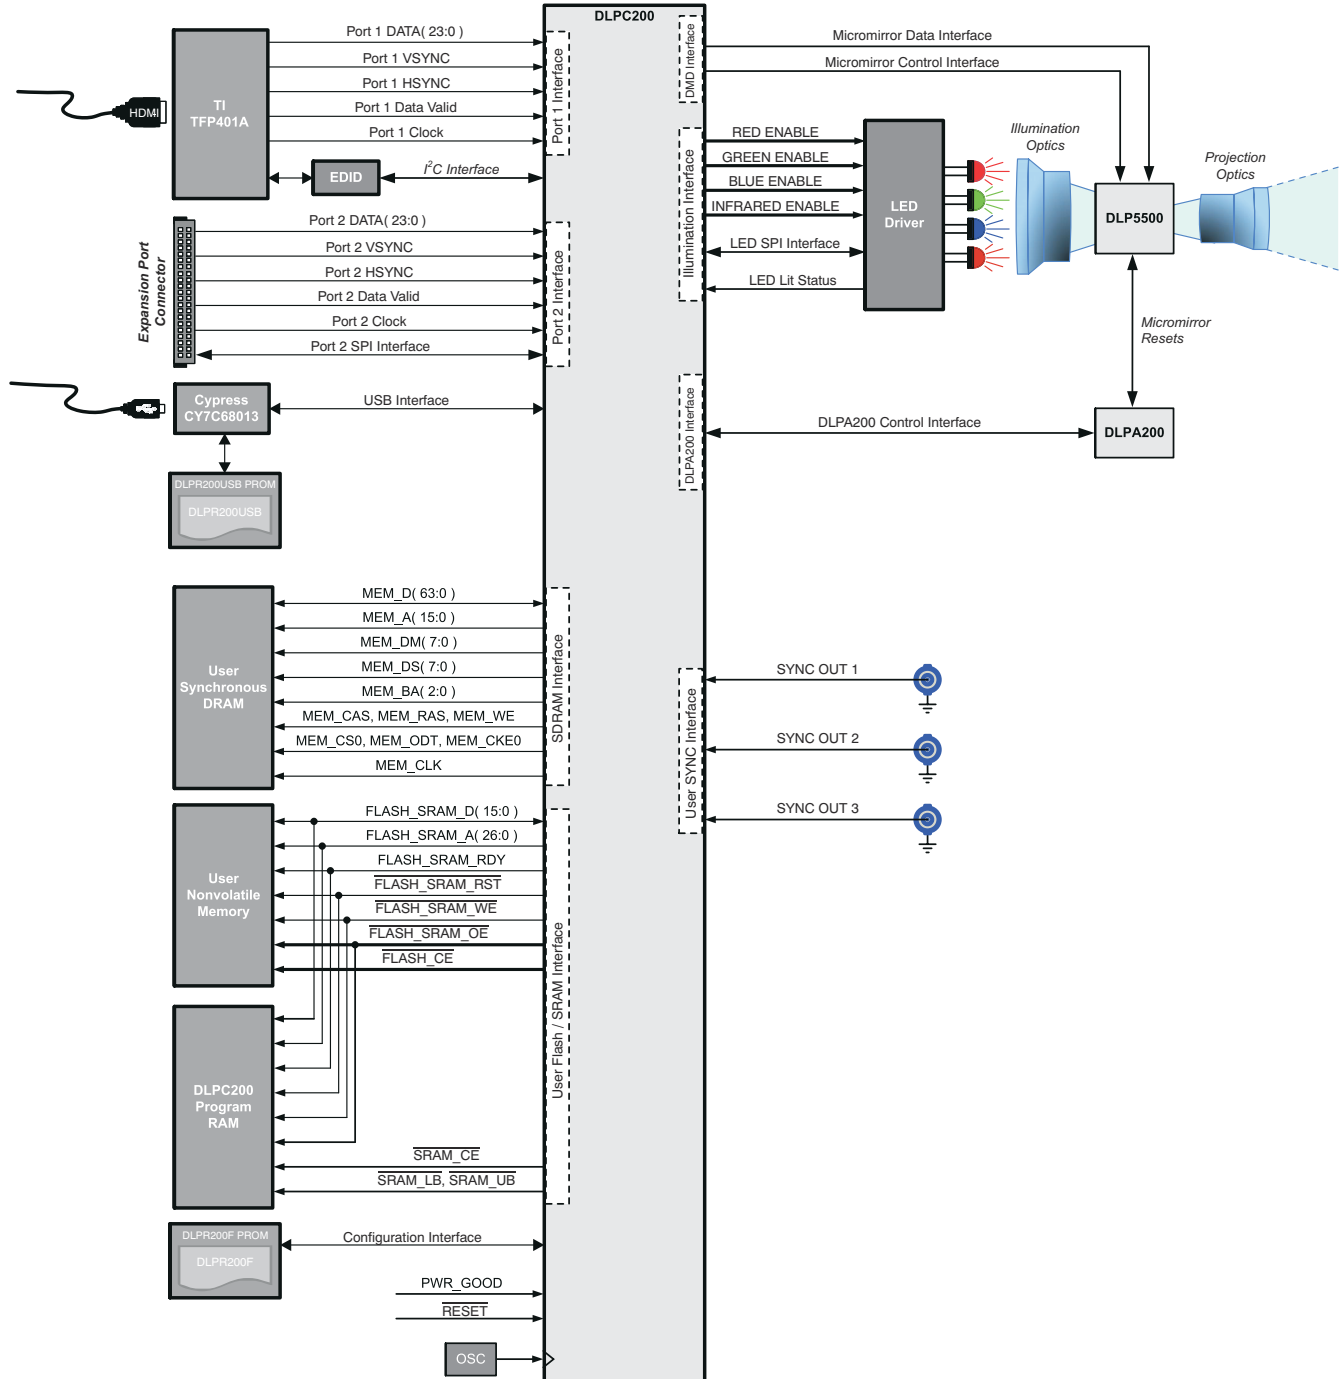 DLPC200
Port 1 DATA( 23:0 )
Port 1 VSYNC
Port 1 HSYNC
Port 1 Data Valid
Port 1 Clock
HDMI
TI
TFP401A
EDID
I²C Interface
Port 1 Interface
Expansion Port
Connector
Port 2 DATA( 23:0 )
Port 2 VSYNC
Port 2 HSYNC
Port 2 Data Valid
Port 2 Clock
Port 2 SPI Interface
Port 2 Interface
Cypress
CY7C68013
USB Interface
DLPR200USB PROM
DLPR200USB
User
Synchronous
DRAM
MEM_D( 63:0 )
MEM_A( 15:0 )
MEM_DM( 7:0 )
MEM_DS( 7:0 )
MEM_BA( 2:0 )
MEM_CAS, MEM_RAS, MEM_WE
MEM_CS0, MEM_ODT, MEM_CKE0
MEM_CLK
SDRAM Interface
User
Nonvolatile
Memory
FLASH_SRAM_D( 15:0 )
FLASH_SRAM_A( 26:0 )
FLASH_SRAM_RDY
FLASH_SRAM_RST
FLASH_SRAM_WE
FLASH_SRAM_OE
FLASH_CE
User Flash / SRAM Interface
DLPC200
Program
RAM
SRAM_CE
SRAM_LB, SRAM_UB
DLPR200F PROM
DLPR200F
Configuration Interface
PWR_GOOD
RESET
OSC
DMD Interface
Micromirror Data Interface
Micromirror Control Interface
Illumination Interface
RED ENABLE
GREEN ENABLE
BLUE ENABLE
INFRARED ENABLE
LED SPI Interface
LED Lit Status
LED
Driver
Illumination
Optics
Projection
Optics
DLP5500
Micromirror
Resets
DLPA200 Interface
DLPA200 Control Interface
DLPA200
User SYNC Interface
SYNC OUT 1
SYNC OUT 2
SYNC OUT 3